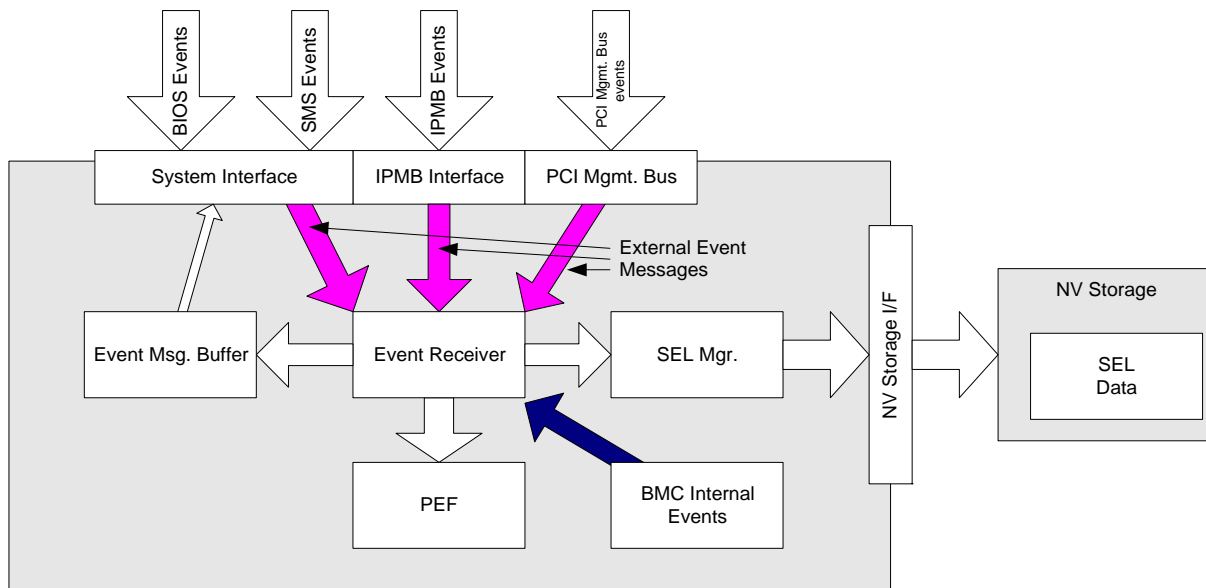 BIOS Events
SMS Events
IPMB Events
PCI Mgmt. Bus
events
System Interface
IPMB Interface
PCI Mgmt. Bus
External Event
Messages
NV Storage I/F
NV Storage
SEL
Data
Event Msg. Buffer
Event Receiver
SEL Mgr.
PEF
BMC Internal
Events